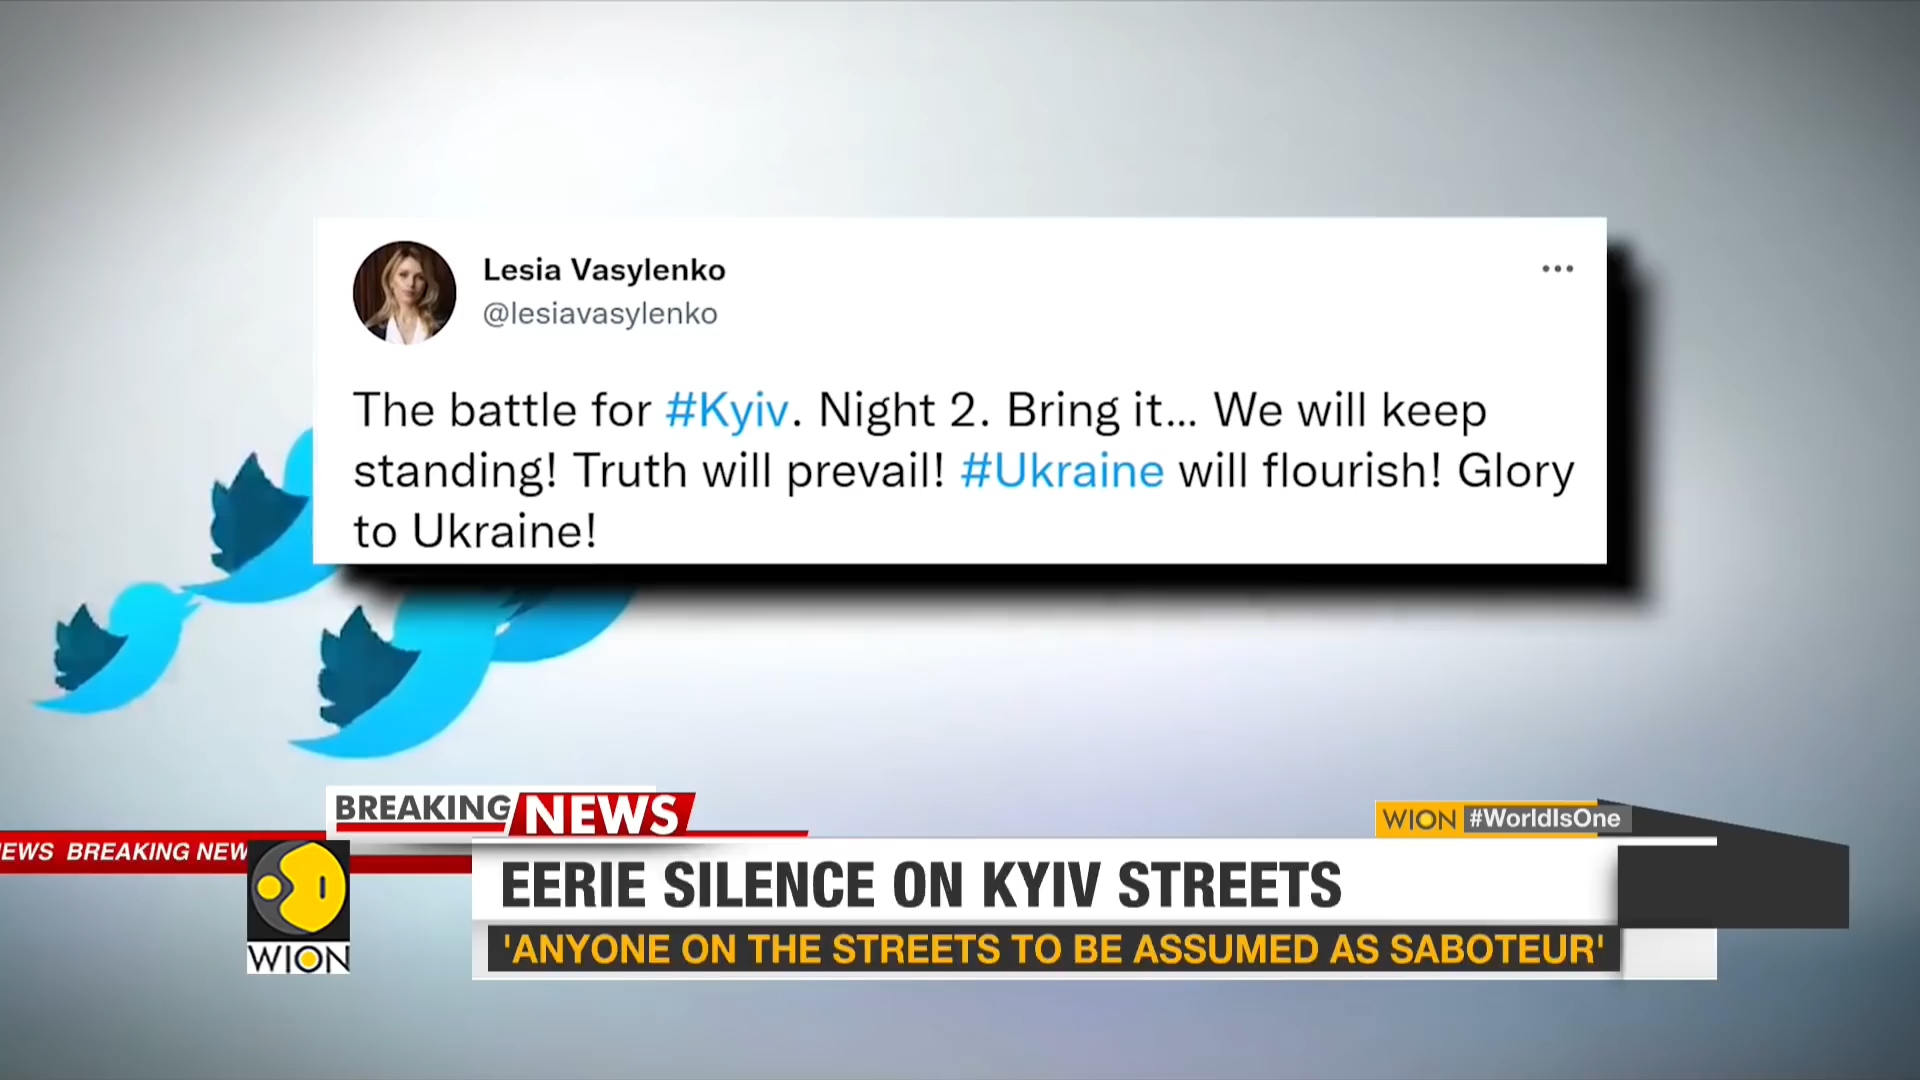 Lesia Vasylenko
@lesiavasylenko
The battle for #Kyiv. Night 2. Bring it... We will keep
standing! Truth will prevail! #Ukraine will flourish! Glory
to Ukraine!
BREAKING NEWS
WION #WorldIsOne
EWS BREAKING NEW
EERIE SILENCE ON KYIV STREETS
'ANYONE ON THE STREETS TO BE ASSUMED AS SABOTEUR'
WION